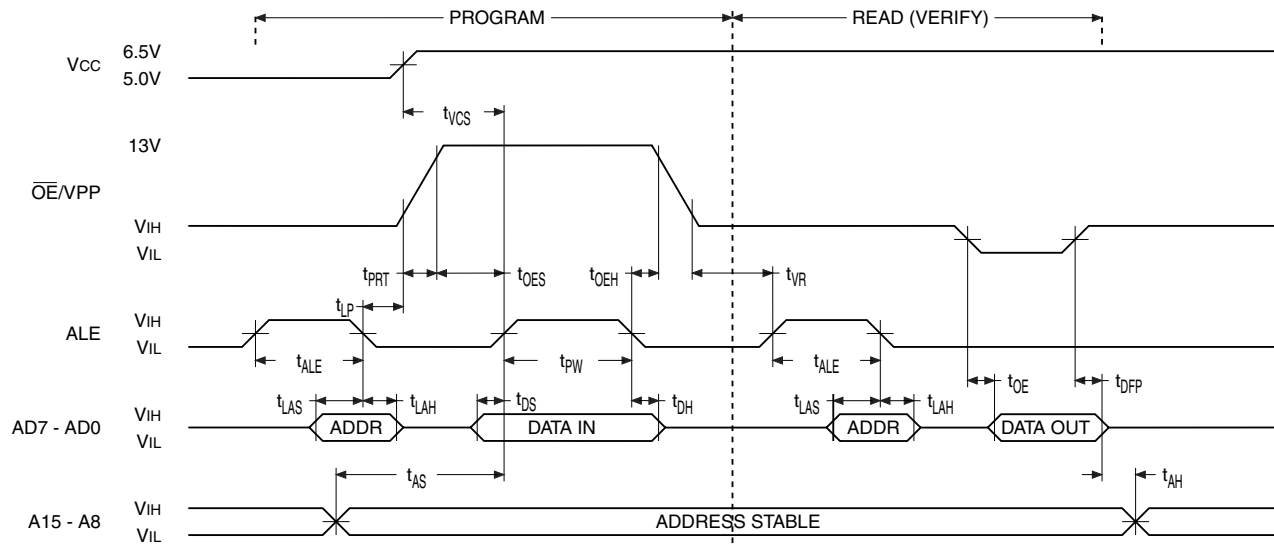 PROGRAM READ (VERIFY)
VCC 6.5V
5.0V
tVCS
13V
OE/VPP
VIH
VIL
tPRT tOES tOEH tVR
tLP
ALE VIH
VIL
tALE tPW tALE tOE tDFP
tLAS tLAH tDS tDH tLAS tLAH
AD7 - AD0 VIH
VIL
ADDR DATA IN ADDR DATA OUT
tAS tAH
A15 - A8 VIH
VIL
ADDRESS STABLE